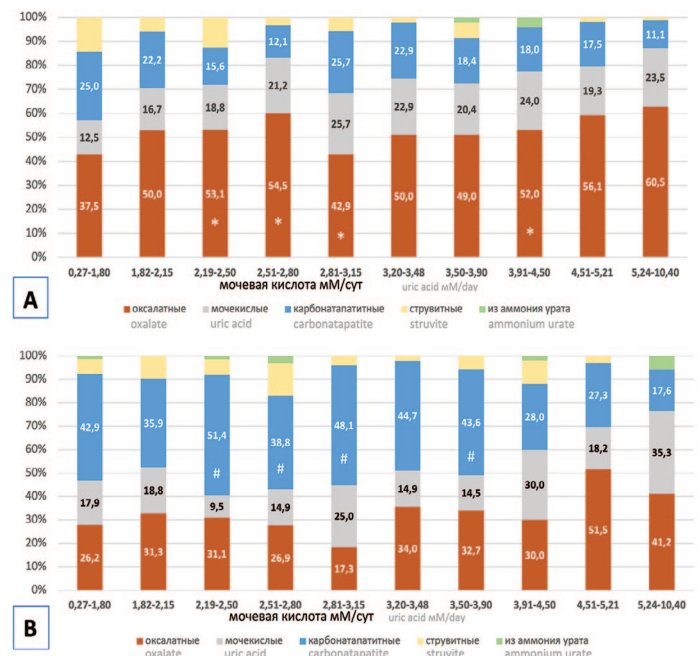 A
100%
90%
80%
70%
60%
50%
40%
30%
20%
10%
0%
25,0 22,2 15,6 12,1 25,7 22,9 18,4 18,0 17,5 11,1
12,5 16,7 18,8 21,2 25,7 22,9 20,4 24,0 19,3 23,5
37,5 50,0 53,1 54,5 42,9 50,0 49,0 52,0 56,1 60,5
* * * *
0,27-1,80 1,82-2,15 2,19-2,50 2,51-2,80 2,81-3,15 3,20-3,48 3,50-3,90 3,91-4,50 4,51-5,21 5,24-10,40
мочевая кислота мМ/сут uric acid мМ/day
оксалатные мочекислые карбонатапатитные струвитные из аммония урата
oxalate uric acid carbonatapatite struvite ammonium urate
B
100%
90%
80%
70%
60%
50%
40%
30%
20%
10%
0%
42,9 35,9 51,4 38,8 48,1 44,7 43,6 28,0 27,3 17,6
# # # #
17,9 18,8 9,5 14,9 25,0 14,9 14,5 30,0 18,2 35,3
26,2 31,3 31,1 26,9 17,3 34,0 32,7 30,0 51,5 41,2
0,27-1,80 1,82-2,15 2,19-2,50 2,51-2,80 2,81-3,15 3,20-3,48 3,50-3,90 3,91-4,50 4,51-5,21 5,24-10,40
мочевая кислота мМ/сут uric acid мМ/day
оксалатные мочекислые карбонатапатитные струвитные из аммония урата
oxalate uric acid carbonatapatite struvite ammonium urate